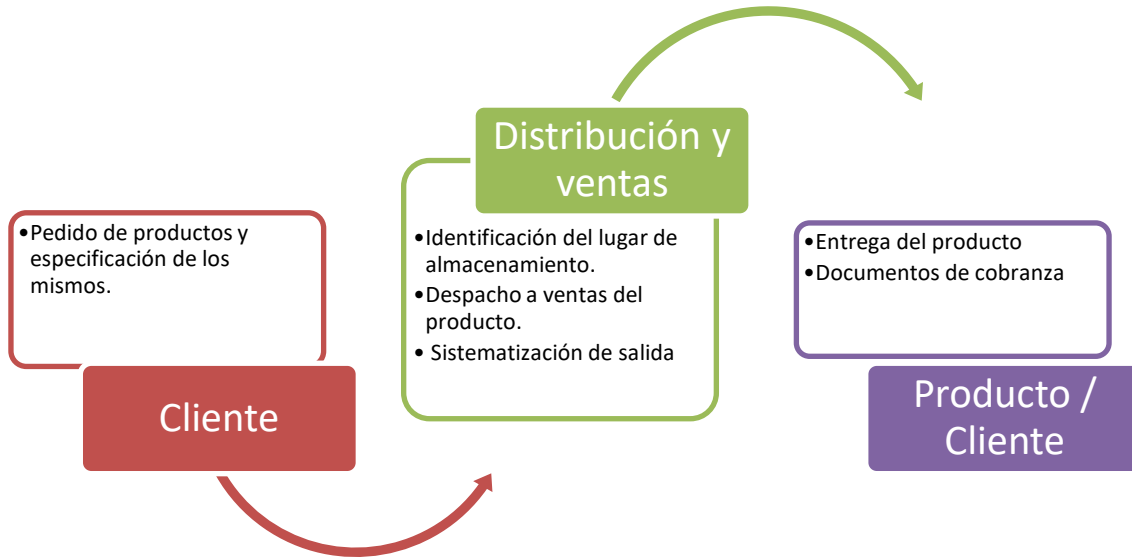 •Pedido de productos y
especificación de los
mismos.
Cliente
Distribución y
ventas
•Identificación del lugar de
almacenamiento.
•Despacho a ventas del
producto.
• Sistematización de salida
•Entrega del producto
•Documentos de cobranza
Producto /
Cliente